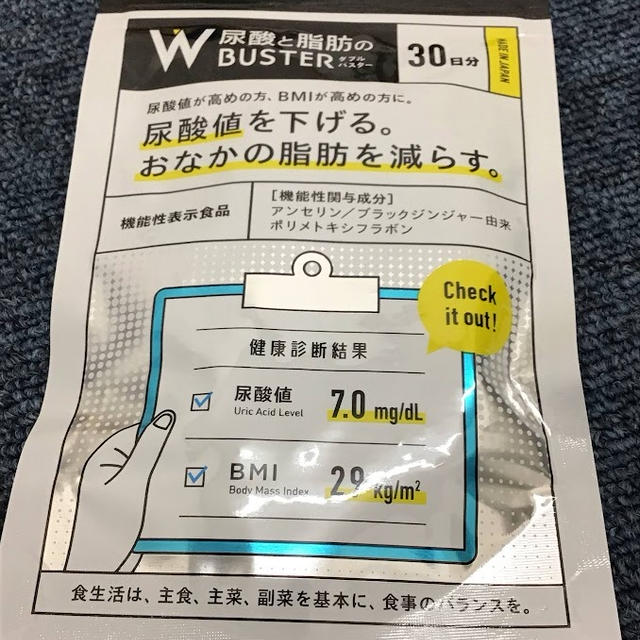 W 尿酸と脂肪の
BUSTER ダブル
バスター
30日分
MADE IN JAPAN
尿酸値が高めの方、BMIが高めの方に。
尿酸値を下げる。
おなかの脂肪を減らす。
機能性表示食品
[機能性関与成分]
アンセリン/ブラックジンジャー由来
ポリメトキシフラボン
Check
it out!
健康診断結果
尿酸値 7.0 mg/dL
Uric Acid Level
BMI 29 kg/m²
Body Mass Index
食生活は、主食、主菜、副菜を基本に、食事のバランスを。